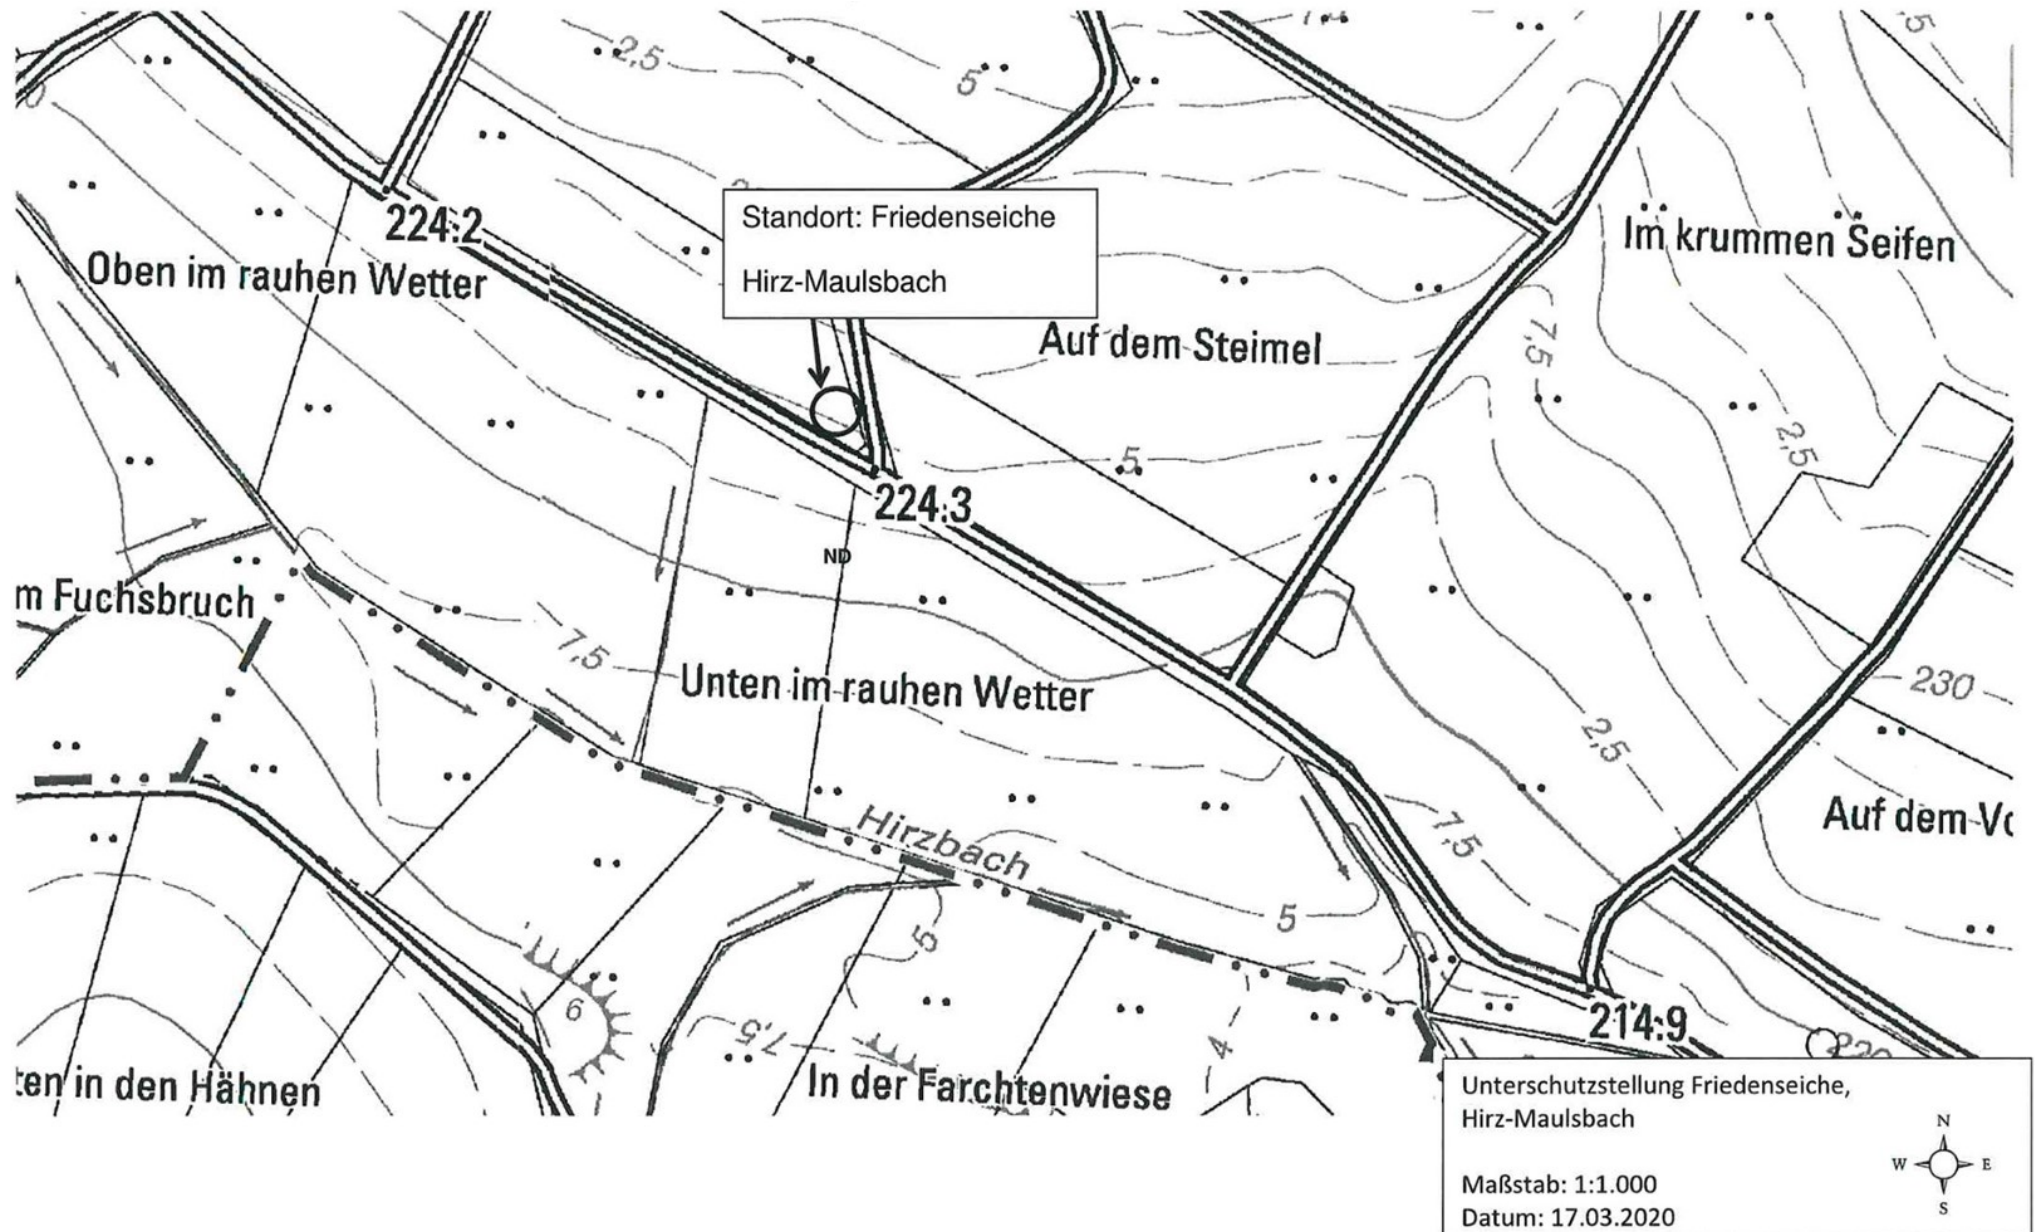 2,5
5
224.2
Oben im rauhen Wetter
Standort: Friedenseiche
Hirz-Maulsbach
Im krummen Seifen
Auf dem Steimel
7,5
2,5
5
224.3
ND
m Fuchsbruch
7,5
Unten im rauhen Wetter
230
2,5
Hirzbach
7,5
Auf dem Vo
5
5
6
7,5
4
214.9
220
ten in den Hähnen
In der Farchtenwiese
Unterschutzstellung Friedenseiche,
Hirz-Maulsbach
N
W E
S
Maßstab: 1:1.000
Datum: 17.03.2020